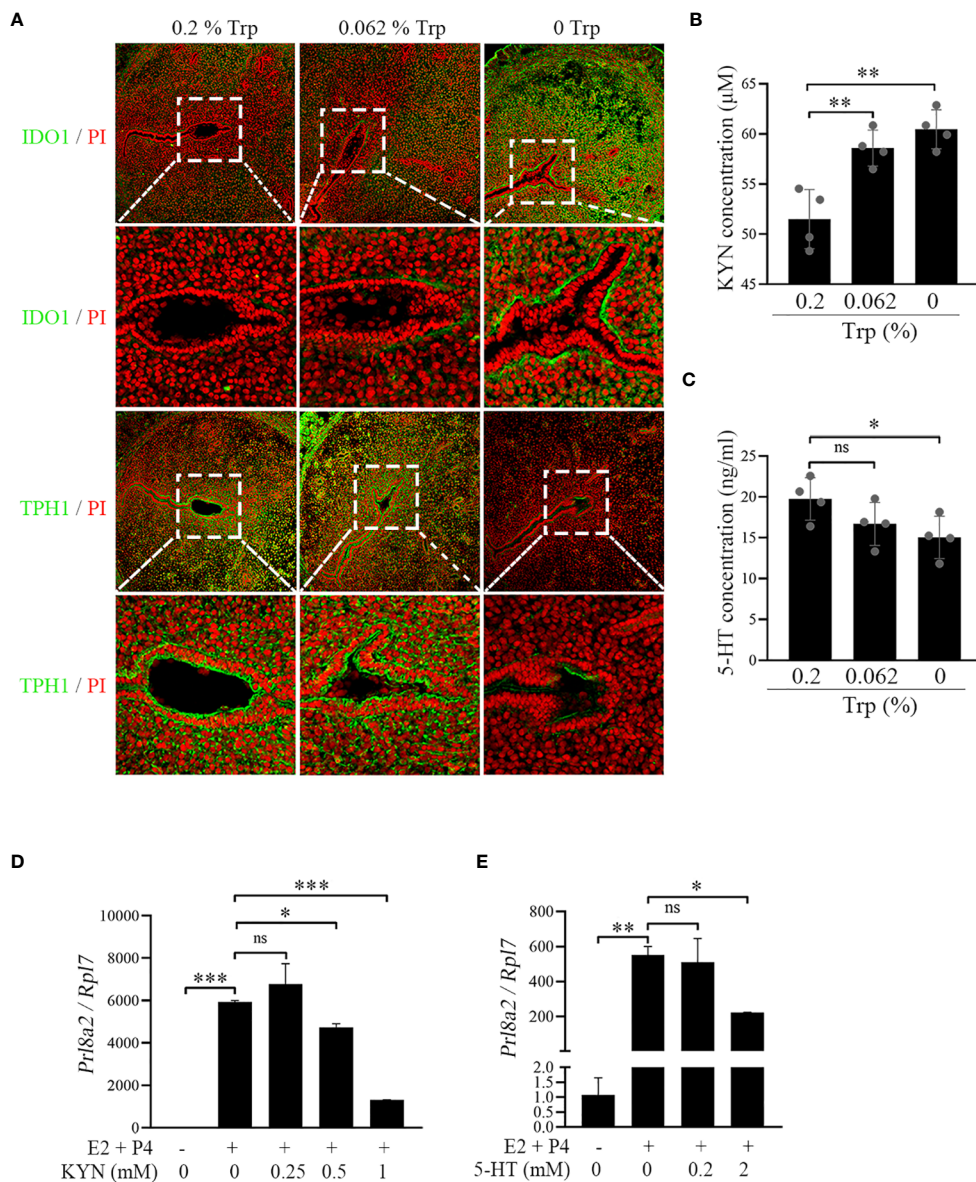 A
0.2 % Trp 0.062 % Trp 0 Trp
IDO1 / PI
IDO1 / PI
TPH1 / PI
TPH1 / PI
B
KYN concentration (μM)
65
60
55
50
45
**
**
0.2 0.062 0
Trp (%)
C
5-HT concentration (ng/ml)
30
25
20
15
10
5
0
*
ns
0.2 0.062 0
Trp (%)
D
Prl8a2 / Rpl7
10000
8000
6000
4000
2000
0
***
*
ns
***
E2 + P4 - + + + +
KYN (mM) 0 0 0.25 0.5 1
E
Prl8a2 / Rpl7
800
600
400
200
2.0
1.5
1.0
0.5
0.0
*
ns
**
E2 + P4 - + + +
5-HT (mM) 0 0 0.2 2